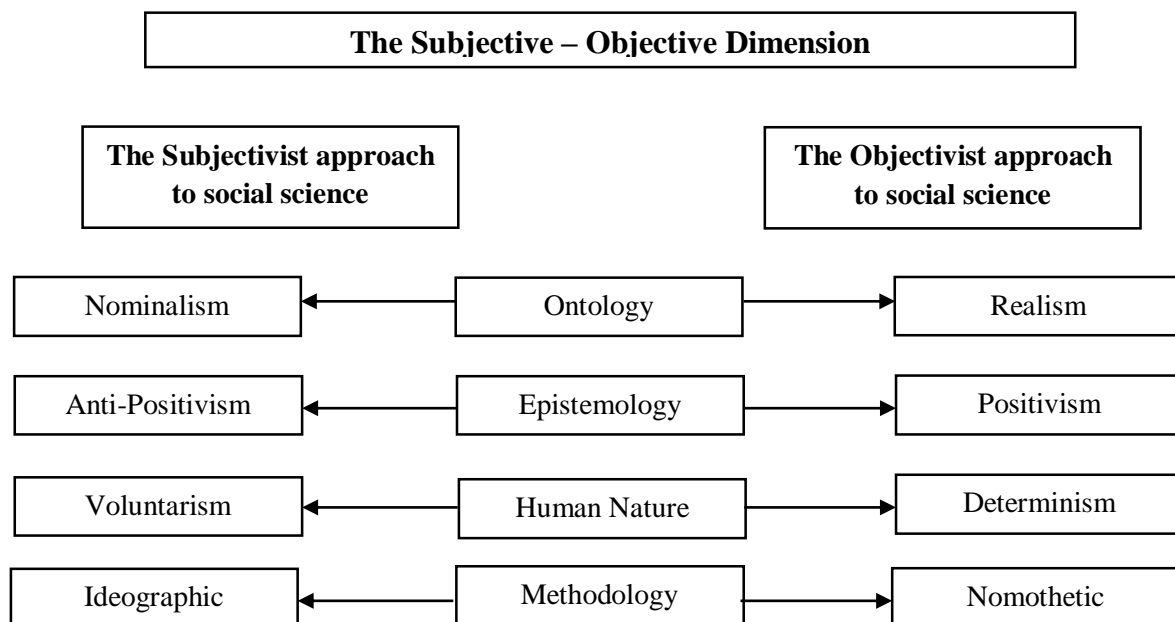 The Subjective – Objective Dimension
The Subjectivist approach
to social science
The Objectivist approach
to social science
Nominalism
Ontology
Realism
Anti-Positivism
Epistemology
Positivism
Voluntarism
Human Nature
Determinism
Ideographic
Methodology
Nomothetic